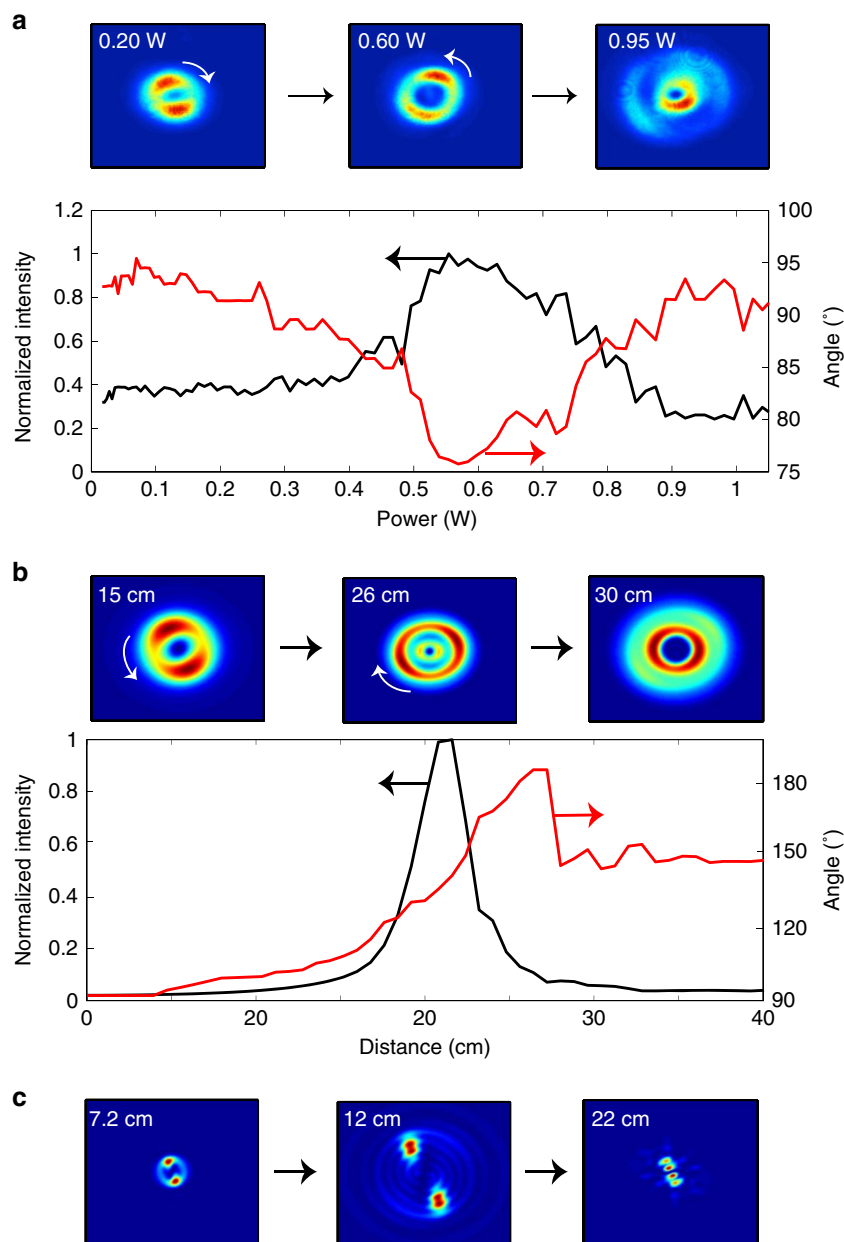 a
0.20 W
0.60 W
0.95 W
1.2
1
0.8
0.6
0.4
0.2
0
Normalized intensity
100
95
90
85
80
75
Angle (°)
0 0.1 0.2 0.3 0.4 0.5 0.6 0.7 0.8 0.9 1
Power (W)
b
15 cm
26 cm
30 cm
1
0.8
0.6
0.4
0.2
0
Normalized intensity
180
150
120
90
Angle (°)
0 20 20 30 40
Distance (cm)
c
7.2 cm
12 cm
22 cm